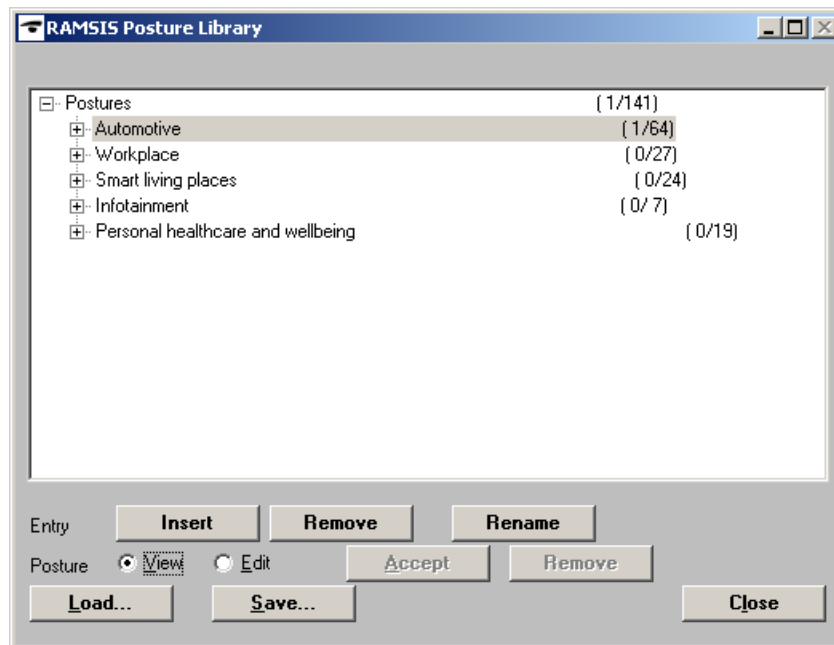 RAMSIS Posture Library
Postures ( 1/141)
Automotive ( 1/64)
Workplace ( 0/27)
Smart living places ( 0/24)
Infotainment ( 0/ 7)
Personal healthcare and wellbeing ( 0/19)
Entry Insert Remove Rename
Posture View Edit Accept Remove
Load... Save... Close